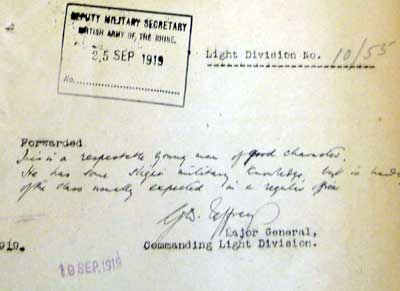 DEPUTY MILITARY SECRETARY
BRITISH ARMY OF THE RHINE.
25 SEP 1919
No.
Light Division No. 10/55
Forwarded.
This is a respectable young man of good character.
He has some slight military knowledge, but is hardly
of the class usually expected in a regular officer
Major General,
Commanding Light Division.
919.
19 SEP. 1919